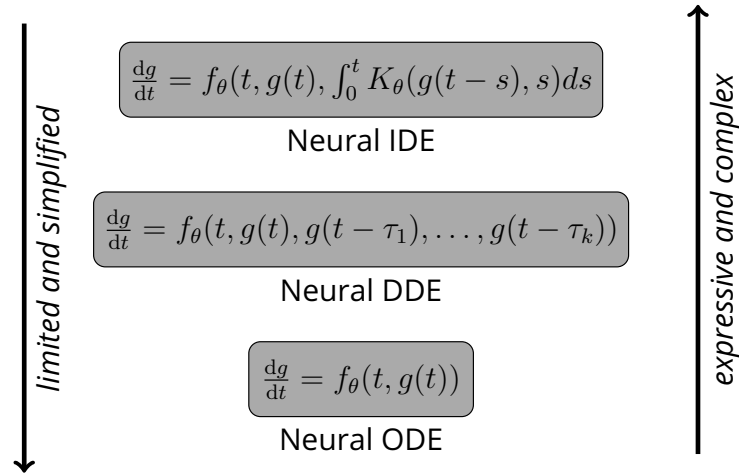 limited and simplified
dg/dt = f_θ(t, g(t), ∫_0^t K_θ(g(t − s), s)ds
Neural IDE
dg/dt = f_θ(t, g(t), g(t − τ_1), . . . , g(t − τ_k))
Neural DDE
dg/dt = f_θ(t, g(t))
Neural ODE
expressive and complex